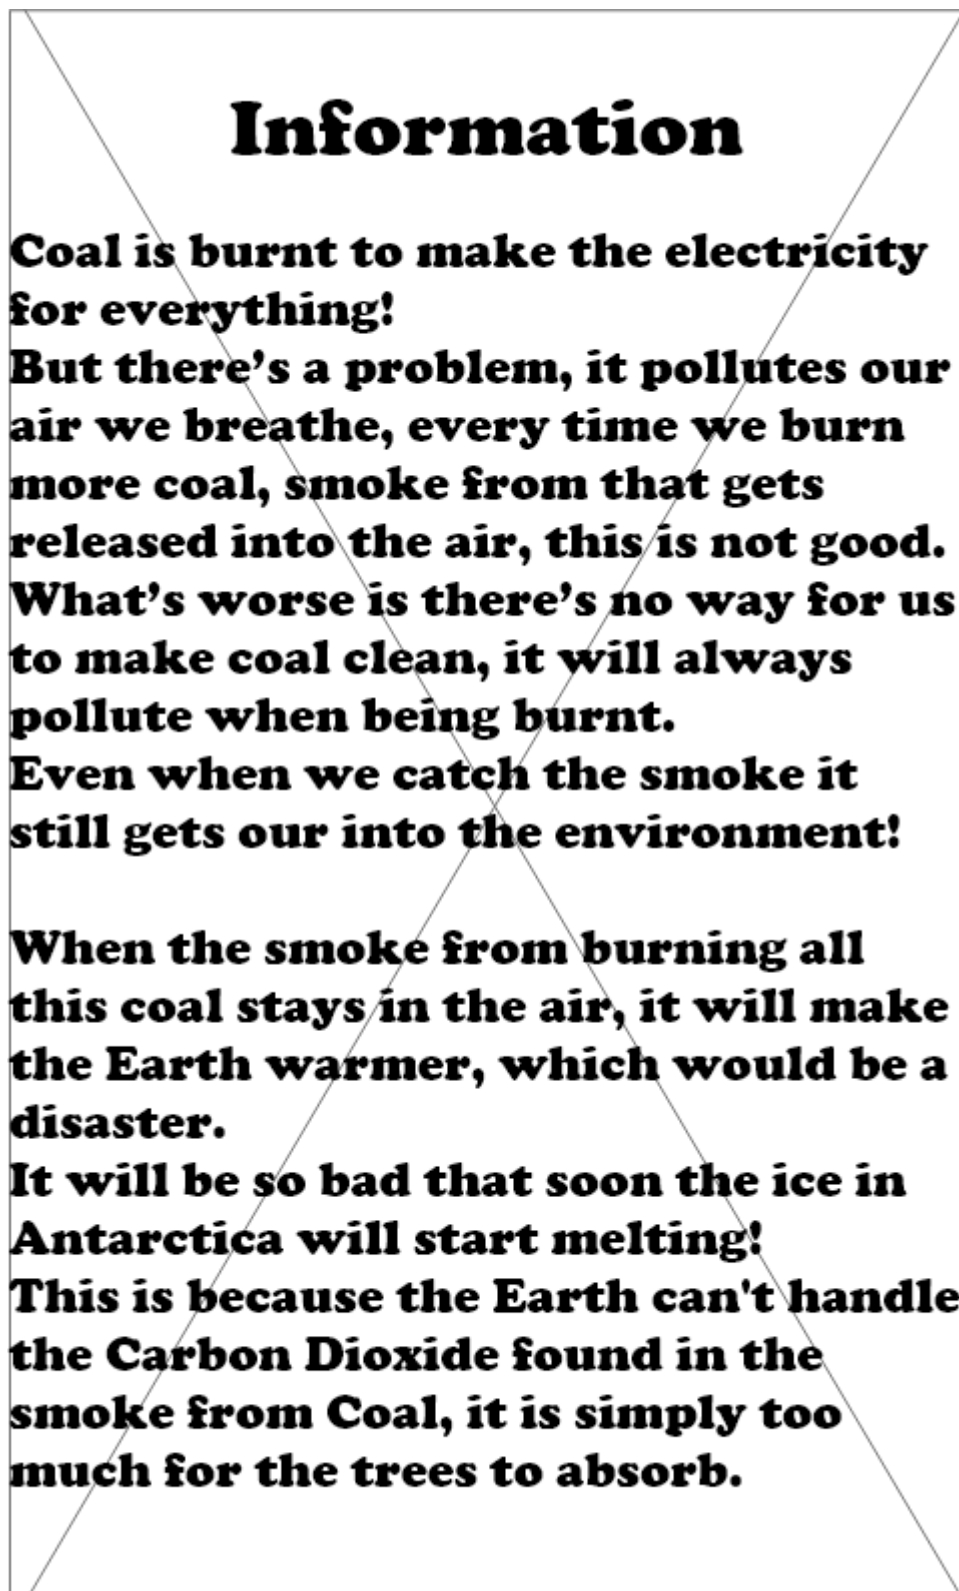 Information
Coal is burnt to make the electricity
for everything!
But there’s a problem, it pollutes our
air we breathe, every time we burn
more coal, smoke from that gets
released into the air, this is not good.
What’s worse is there’s no way for us
to make coal clean, it will always
pollute when being burnt.
Even when we catch the smoke it
still gets our into the environment!
When the smoke from burning all
this coal stays in the air, it will make
the Earth warmer, which would be a
disaster.
It will be so bad that soon the ice in
Antarctica will start melting!
This is because the Earth can't handle
the Carbon Dioxide found in the
smoke from Coal, it is simply too
much for the trees to absorb.